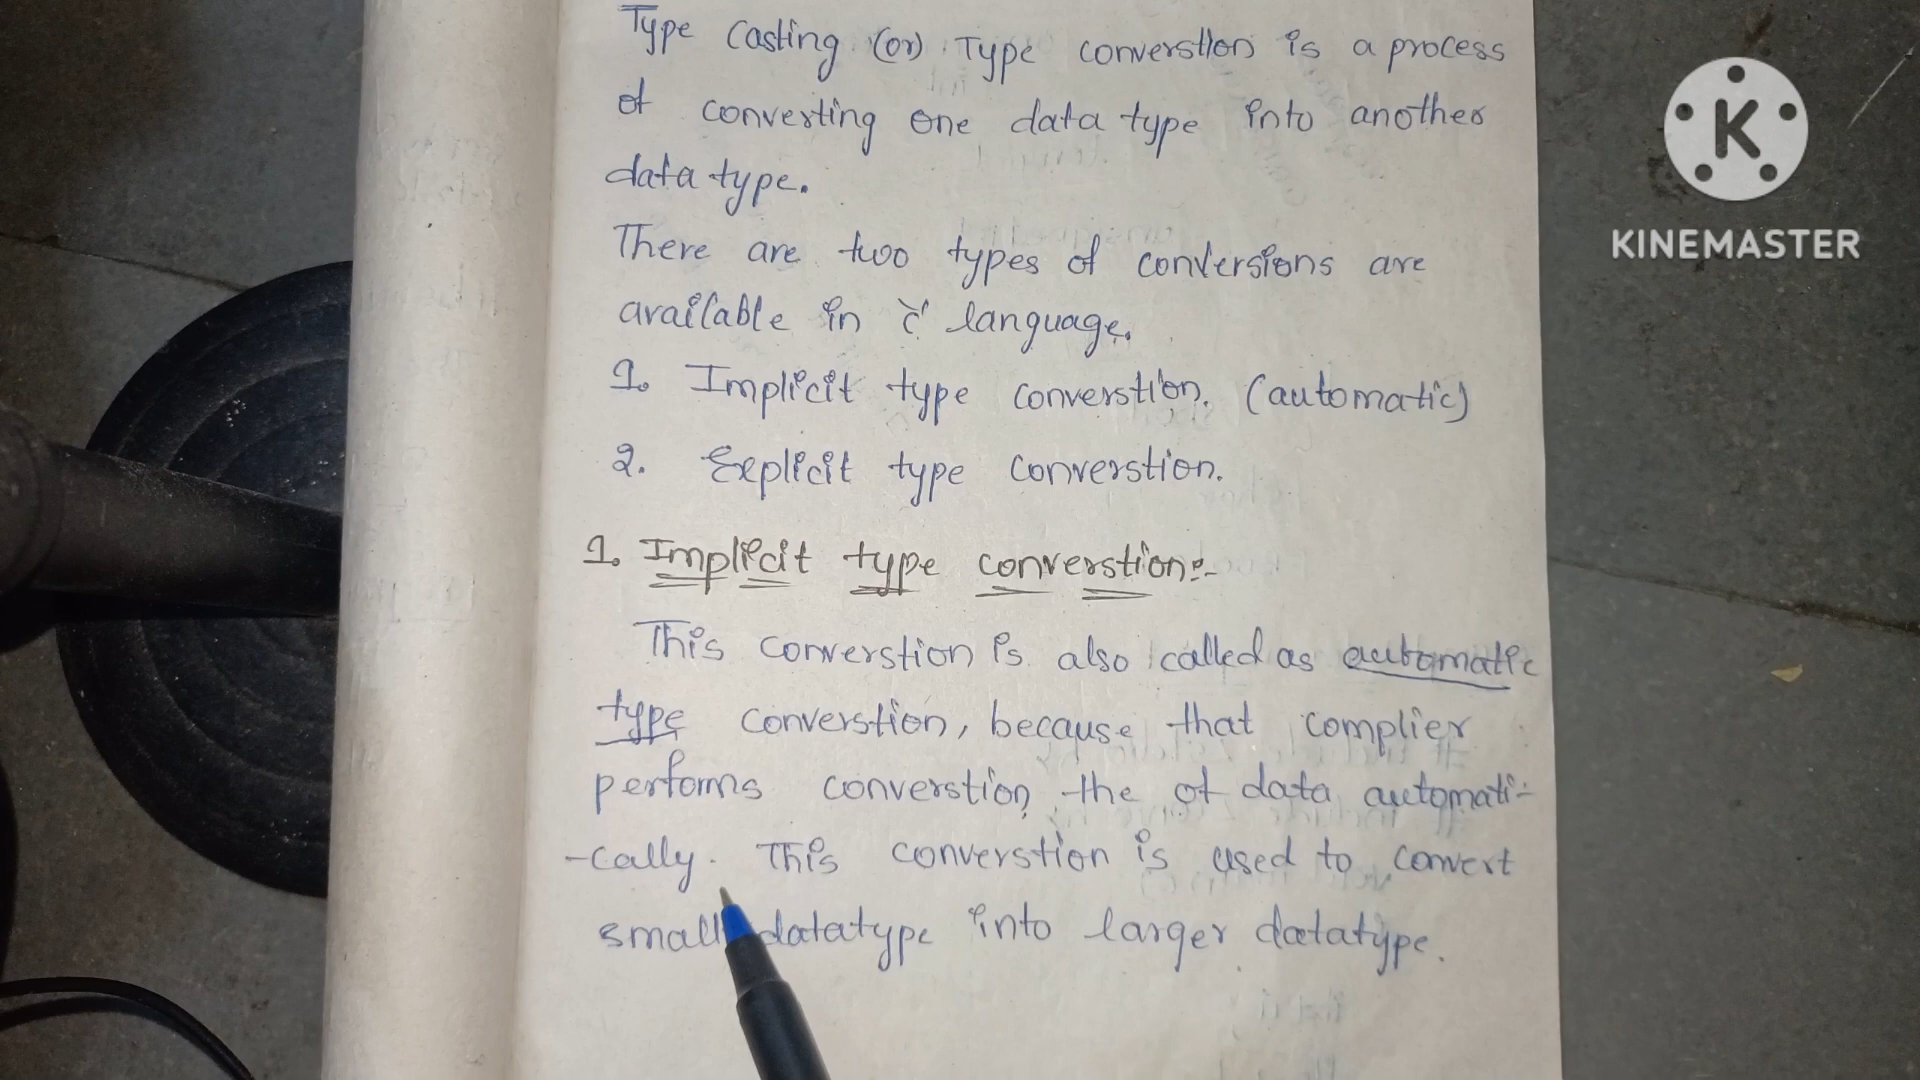 Type Casting (or) Type converstion is a process
of converting one data type into another
data type.
There are two types of conversions are
available in 'c' language.
1. Implicit type converstion. (automatic)
2. Explicit type converstion.
1. Implicit type converstion:-
This converstion is also called as automatic
type converstion, because that complier
performs converstion the of data automati-
-cally. This converstion is used to convert
small datatype into larger datatype.
K
KINEMASTER